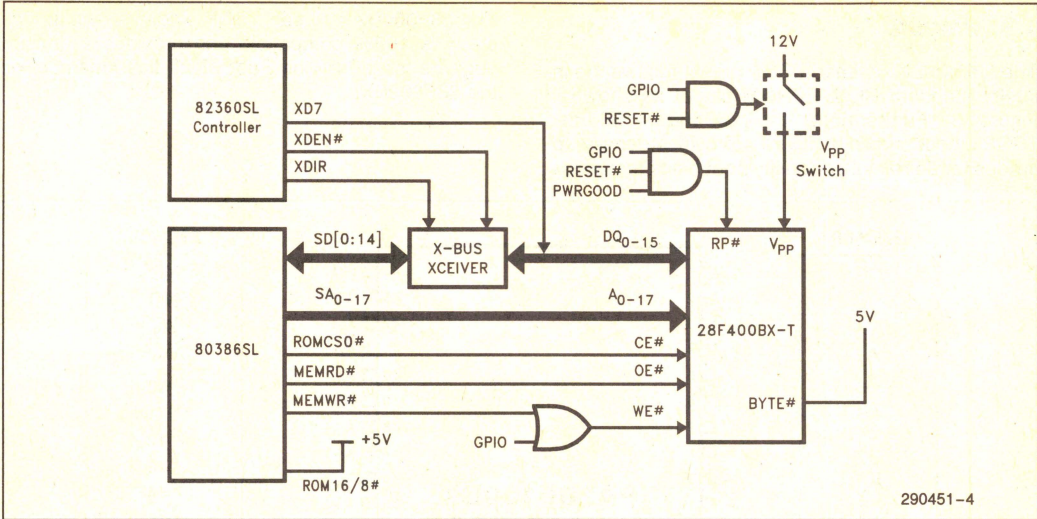 12V
GPIO
RESET#
V_PP
Switch
82360SL
Controller
XD7
XDEN#
XDIR
GPIO
RESET#
PWRGOOD
SD[0:14]
X-BUS
XCEIVER
DQ_0-15
RP#
V_PP
SA_0-17
A_0-17
80386SL
28F400BX-T
5V
ROMCS0#
CE#
MEMRD#
OE#
MEMWR#
WE#
BYTE#
GPIO
+5V
ROM16/8#
290451-4